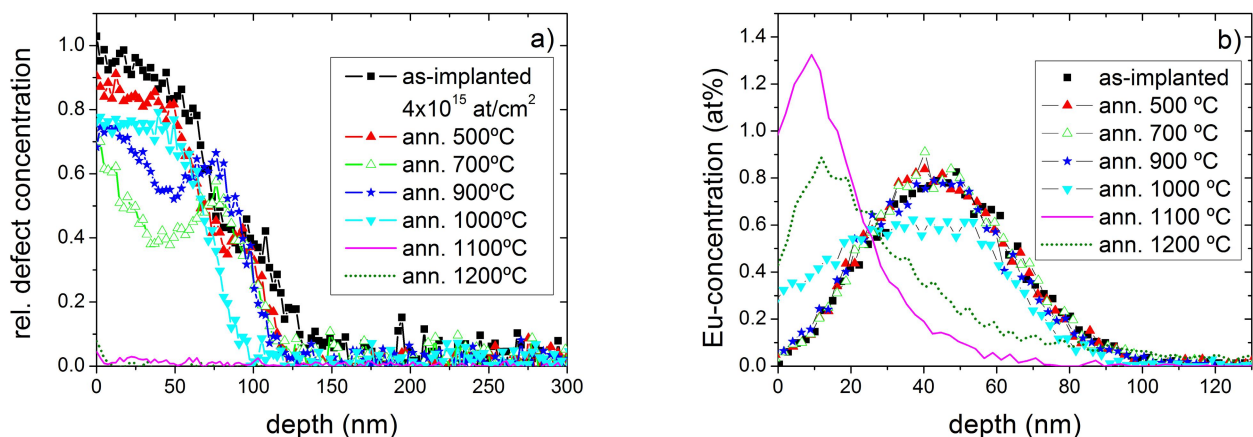 a)
rel. defect concentration
1.0
0.8
0.6
0.4
0.2
0.0
0 50 100 150 200 250 300
depth (nm)
as-implanted
4x10¹⁵ at/cm²
ann. 500ºC
ann. 700ºC
ann. 900ºC
ann. 1000ºC
ann. 1100ºC
ann. 1200ºC
b)
Eu-concentration (at%)
1.4
1.2
1.0
0.8
0.6
0.4
0.2
0.0
0 20 40 60 80 100 120
depth (nm)
as-implanted
ann. 500 ºC
ann. 700 ºC
ann. 900 ºC
ann. 1000 ºC
ann. 1100 ºC
ann. 1200 ºC